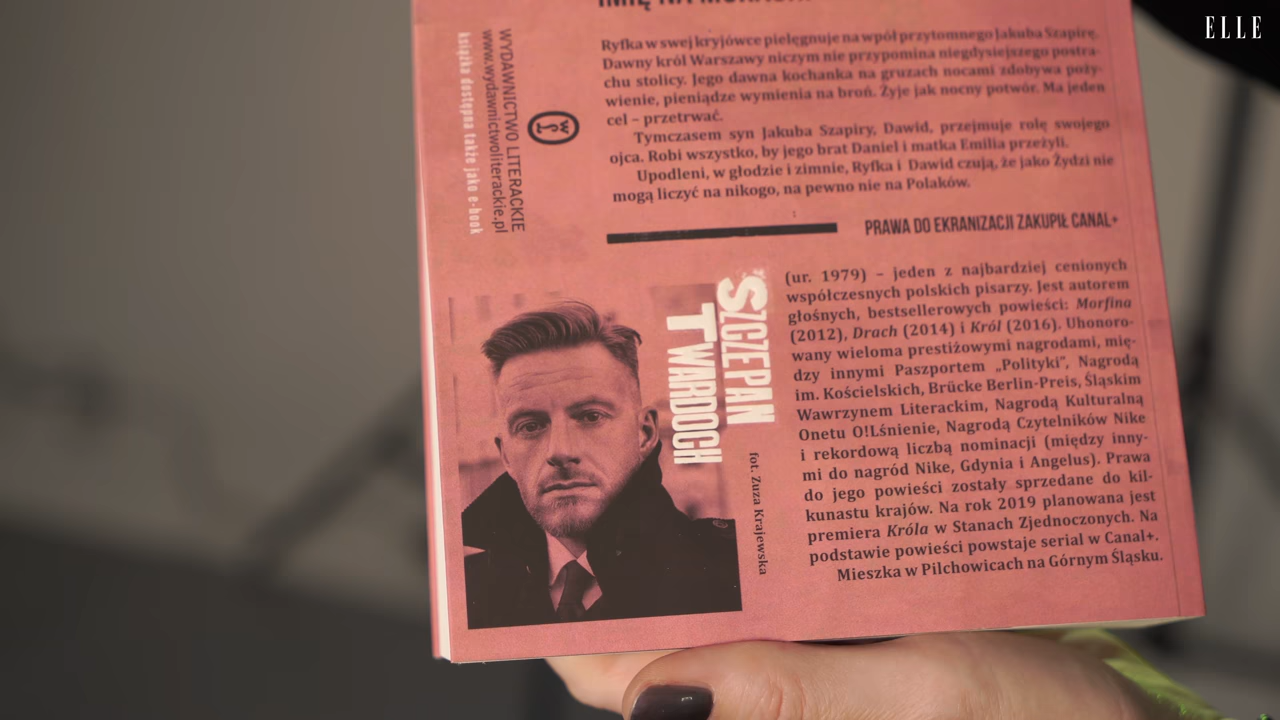 ELLE
Ryfka w swej kryjówce pielęgnuje na wpół przytomnego Jakuba Szapirę.
Dawny król Warszawy niczym nie przypomina niegdysiejszego postra-
chu stolicy. Jego dawna kochanka na gruzach nocami zdobywa poży-
wienie, pieniądze wymienia na broń. Żyje jak nocny potwór. Ma jeden
cel – przetrwać.
Tymczasem syn Jakuba Szapiry, Dawid, przejmuje rolę swojego
ojca. Robi wszystko, by jego brat Daniel i matka Emilia przeżyli.
Upodleni, w głodzie i zimnie, Ryfka i Dawid czują, że jako Żydzi nie
mogą liczyć na nikogo, na pewno nie na Polaków.
PRAWA DO EKRANIZACJI ZAKUPIŁ CANAL+
WYDAWNICTWO LITERACKIE
www.wydawnictwoliterackie.pl
książka dostępna także jako e-book
SZCZEPAN
TWARDOCH
fot. Zuza Krajewska
(ur. 1979) – jeden z najbardziej cenionych
współczesnych polskich pisarzy. Jest autorem
głośnych, bestsellerowych powieści: Morfina
(2012), Drach (2014) i Król (2016). Uhonoro-
wany wieloma prestiżowymi nagrodami, mię-
dzy innymi Paszportem „Polityki”, Nagrodą
im. Kościelskich, Brücke Berlin-Preis, Śląskim
Wawrzynem Literackim, Nagrodą Kulturalną
Onetu O!Lśnienie, Nagrodą Czytelników Nike
i rekordową liczbą nominacji (między inny-
mi do nagród Nike, Gdynia i Angelus). Prawa
do jego powieści zostały sprzedane do kil-
kunastu krajów. Na rok 2019 planowana jest
premiera Króla w Stanach Zjednoczonych. Na
podstawie powieści powstaje serial w Canal+.
Mieszka w Pilchowicach na Górnym Śląsku.